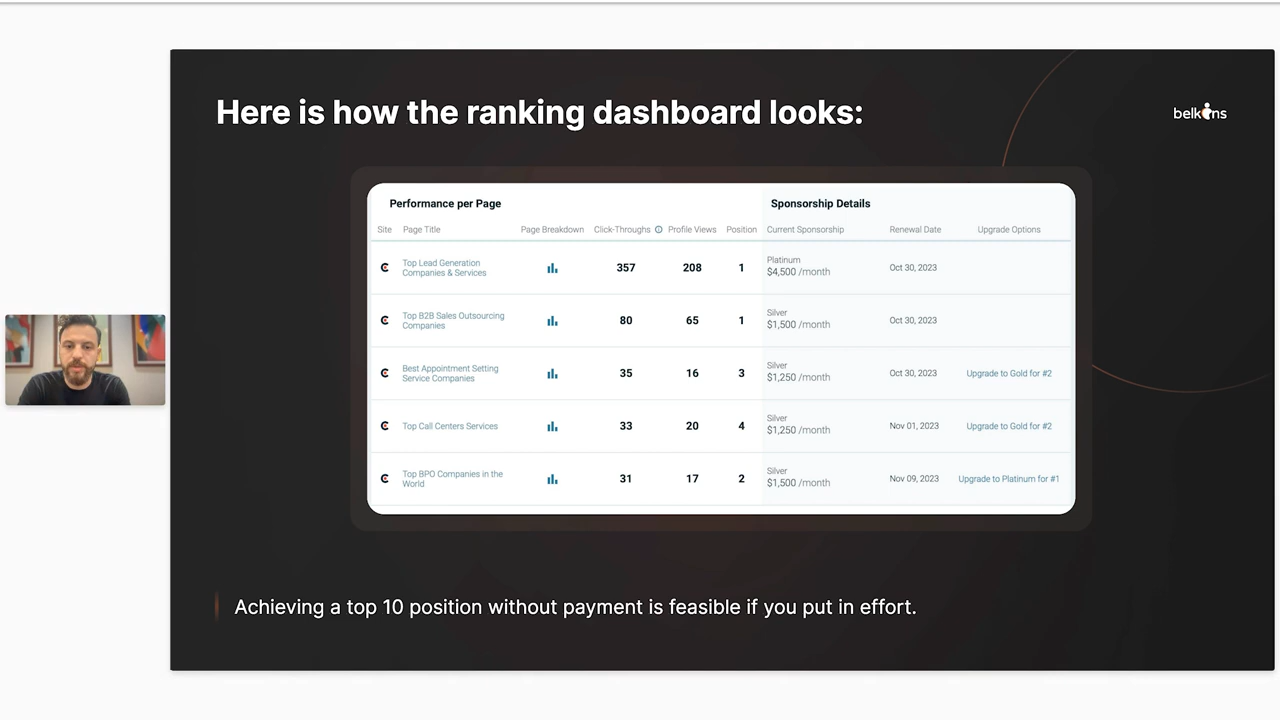 Here is how the ranking dashboard looks:
belkins
Performance per Page
Sponsorship Details
Site Page Title Page Breakdown Click-Throughs Profile Views Position Current Sponsorship Renewal Date Upgrade Options
Top Lead Generation
Companies & Services
357 208 1
Platinum
$4,500 /month
Oct 30, 2023
Top B2B Sales Outsourcing
Companies
80 65 1
Silver
$1,500 /month
Oct 30, 2023
Best Appointment Setting
Service Companies
35 16 3
Silver
$1,250 /month
Oct 30, 2023
Upgrade to Gold for #2
Top Call Centers Services
33 20 4
Silver
$1,250 /month
Nov 01, 2023
Upgrade to Gold for #2
Top BPO Companies in the
World
31 17 2
Silver
$1,500 /month
Nov 09, 2023
Upgrade to Platinum for #1
Achieving a top 10 position without payment is feasible if you put in effort.